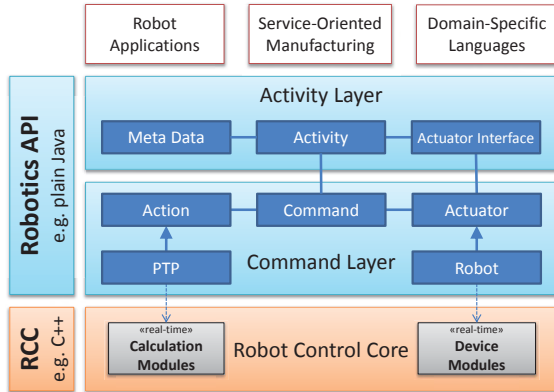 Robot
Applications
Service-Oriented
Manufacturing
Domain-Specific
Languages
Robotics API
e.g. plain Java
Activity Layer
Meta Data
Activity
Actuator Interface
Action
Command
Actuator
PTP
Command Layer
Robot
RCC
e.g. C++
«real-time»
Calculation
Modules
Robot Control Core
«real-time»
Device
Modules